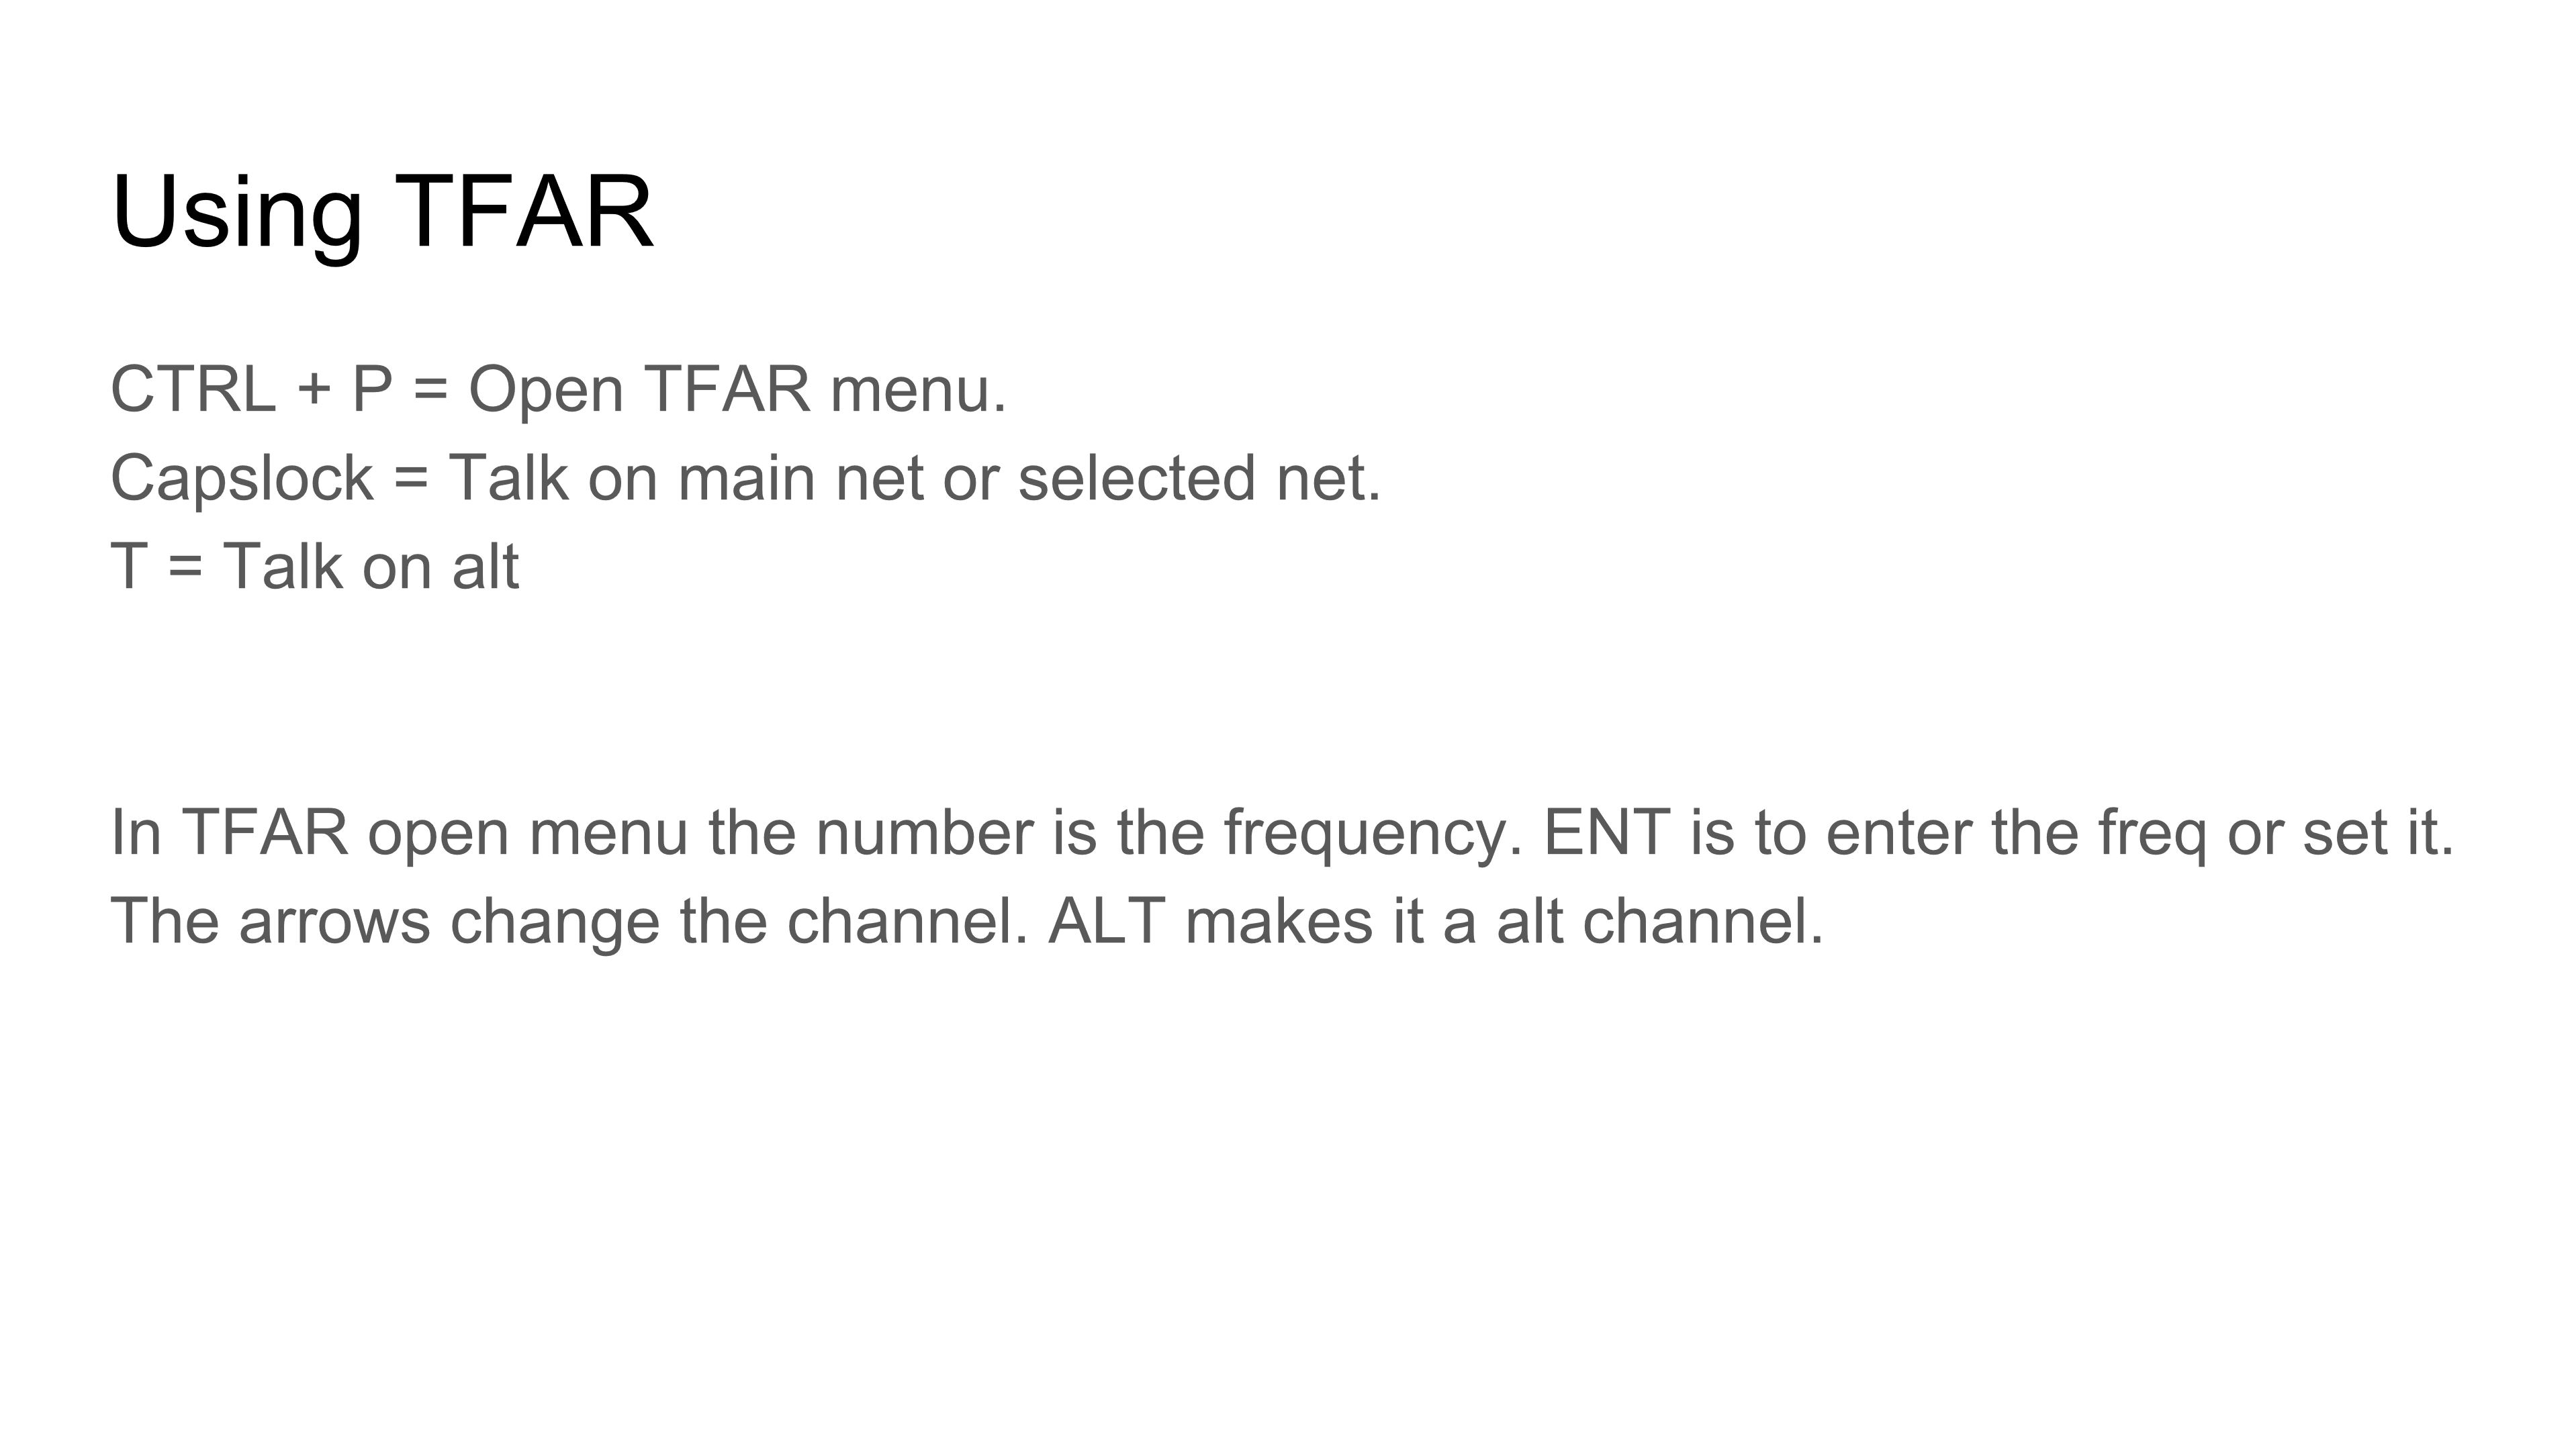 Using TFAR
CTRL + P = Open TFAR menu.
Capslock = Talk on main net or selected net.
T = Talk on alt
In TFAR open menu the number is the frequency. ENT is to enter the freq or set it.
The arrows change the channel. ALT makes it a alt channel.